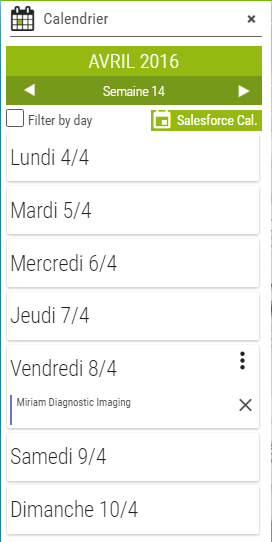 Calendrier
AVRIL 2016
Semaine 14
Filter by day
Salesforce Cal.
Lundi 4/4
Mardi 5/4
Mercredi 6/4
Jeudi 7/4
Vendredi 8/4
Miriam Diagnostic Imaging
Samedi 9/4
Dimanche 10/4